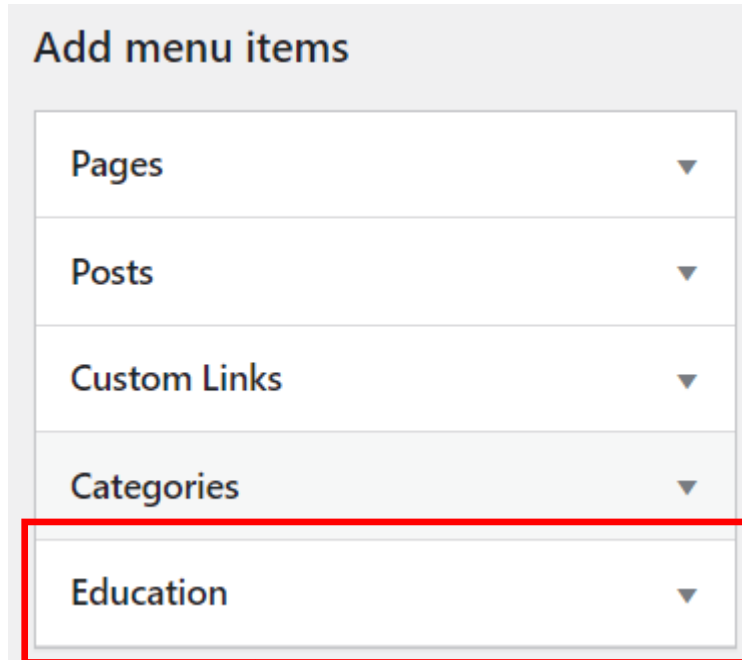 Add menu items
Pages
Posts
Custom Links
Categories
Education